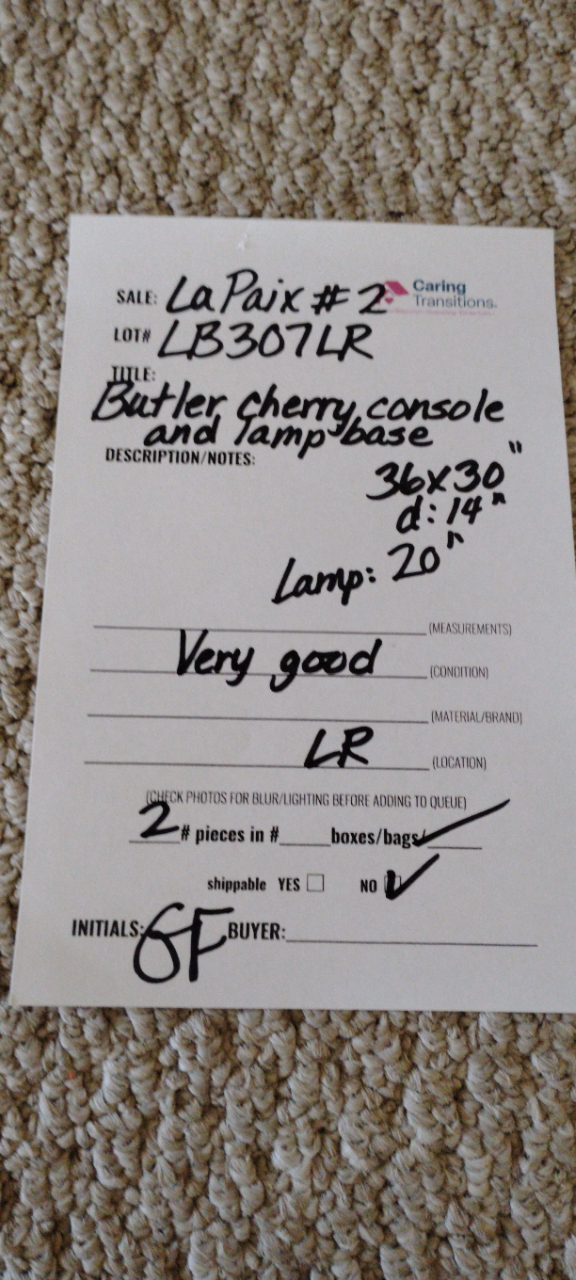 SALE: La Paix #2 Caring
Transitions.
LOT# LB307LR
TITLE:
Butler cherry console
and lamp base
DESCRIPTION/NOTES:
36x30"
d: 14"
Lamp: 20"
(MEASUREMENTS)
Very good (CONDITION)
(MATERIAL/BRAND)
LR (LOCATION)
(CHECK PHOTOS FOR BLUR/LIGHTING BEFORE ADDING TO QUEUE)
2 # pieces in # boxes/bags
shippable YES ☐ NO ☑
INITIALS: GF BUYER: